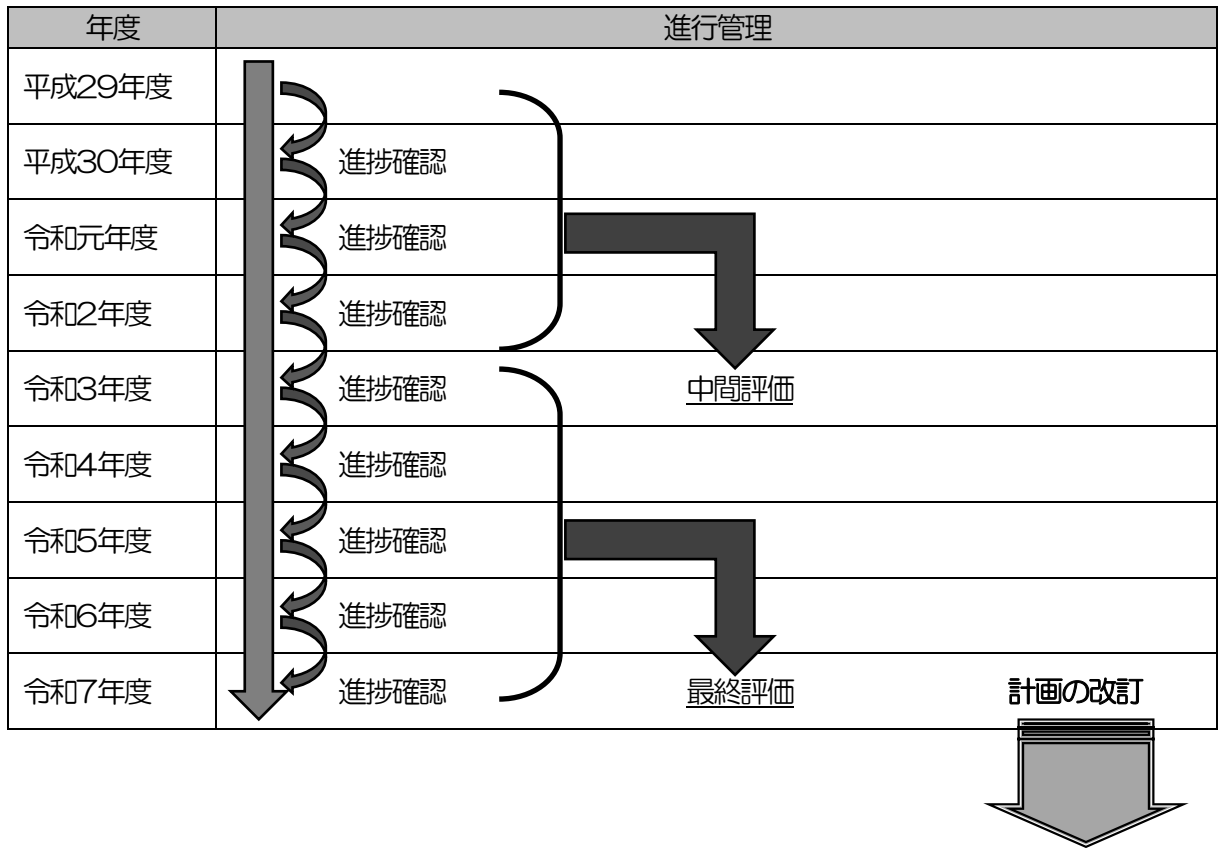 年度 進行管理
平成29年度
平成30年度 進捗確認
令和元年度 進捗確認
令和2年度 進捗確認
令和3年度 進捗確認 中間評価
令和4年度 進捗確認
令和5年度 進捗確認
令和6年度 進捗確認
令和7年度 進捗確認 最終評価 計画の改訂